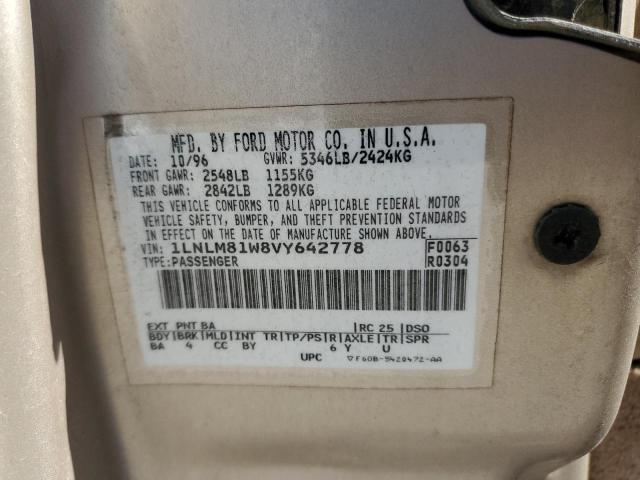 MFD. BY FORD MOTOR CO. IN U.S.A.
DATE: 10/96 GVWR: 5346LB/2424KG
FRONT GAWR: 2548LB 1155KG
REAR GAWR: 2842LB 1289KG
THIS VEHICLE CONFORMS TO ALL APPLICABLE FEDERAL MOTOR
VEHICLE SAFETY, BUMPER, AND THEFT PREVENTION STANDARDS
IN EFFECT ON THE DATE OF MANUFACTURE SHOWN ABOVE.
VIN: 1LNLM81W8VY642778 F0063
TYPE: PASSENGER R0304
EXT PNT BA RC 25 DSO
BDY BRK MLD INT TR TP/PS R AXLE TR SPR
BA 4 CC BY 6 Y U
UPC ▽F60B-5420472-AA